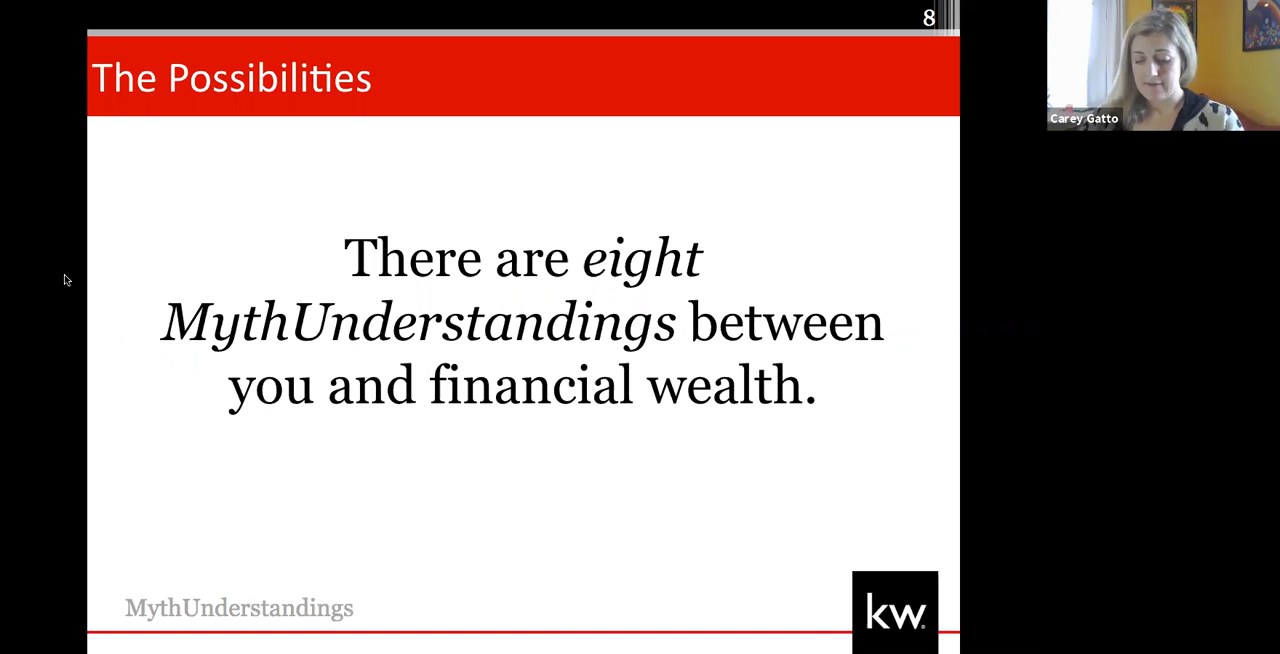 8
The Possibilities
Carey Gatto
There are eight
MythUnderstandings between
you and financial wealth.
MythUnderstandings
kw.